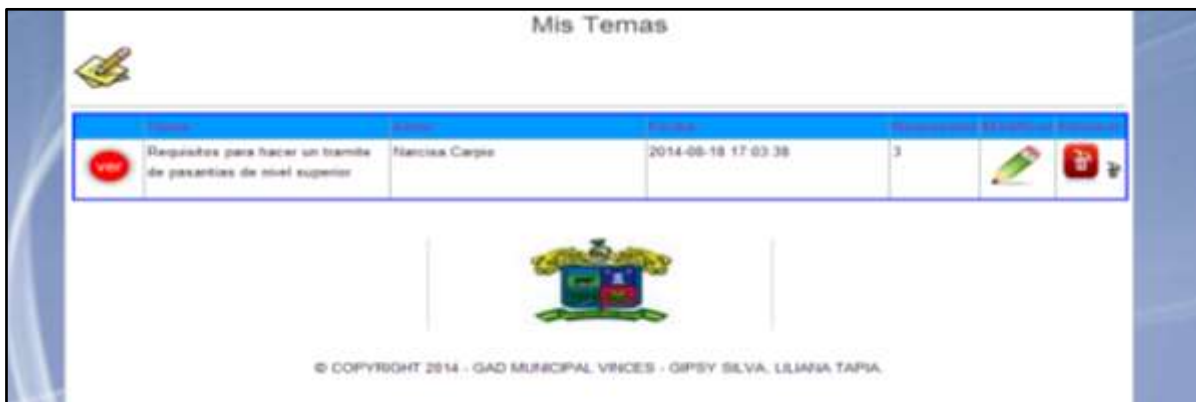 Mis Temas
ver
Requisitos para hacer un tramite
de pasantias de nivel superior
Narcisa Carpio
2014-08-18 17:03:38
3
© COPYRIGHT 2014 - GAD MUNICIPAL VINCES - GIPSY SILVA, LILIANA TAPIA.